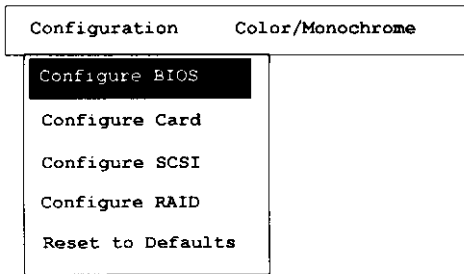 Configuration Color/Monochrome
Configure BIOS
Configure Card
Configure SCSI
Configure RAID
Reset to Defaults